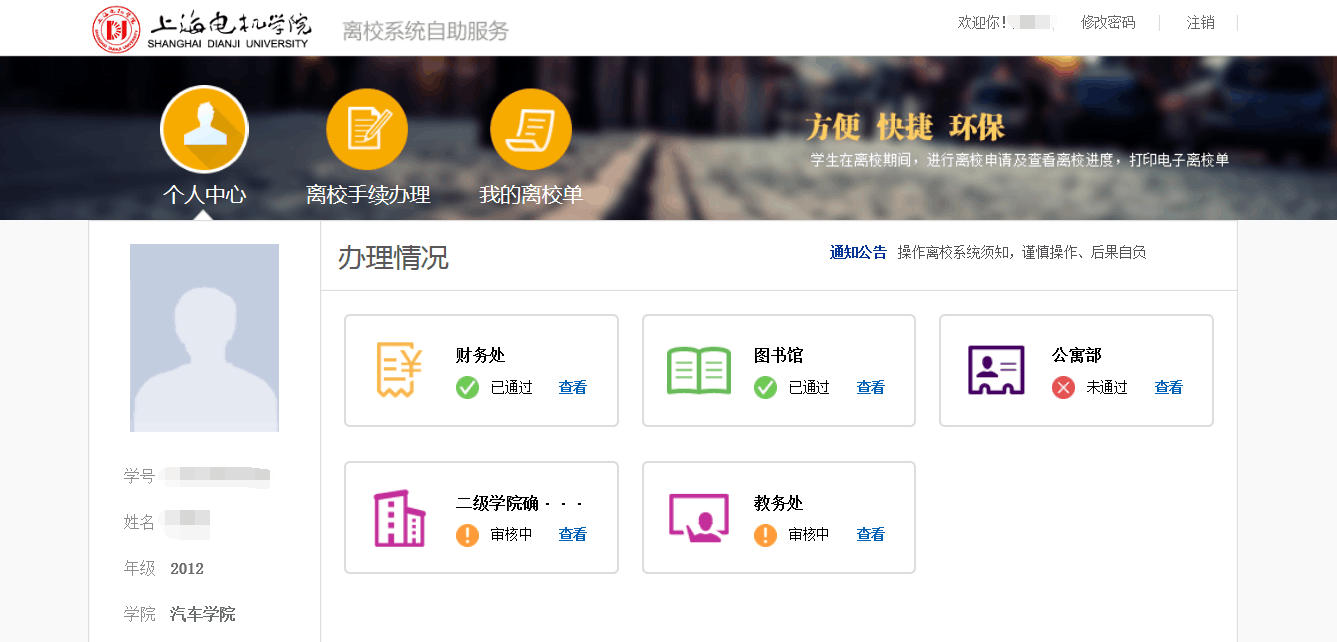 上海电机学院
SHANGHAI DIANJI UNIVERSITY
离校系统自助服务
欢迎你!
修改密码
注销
方便 快捷 环保
学生在离校期间，进行离校申请及查看离校进度，打印电子离校单
个人中心
离校手续办理
我的离校单
办理情况
通知公告 操作离校系统须知，谨慎操作、后果自负
财务处
已通过 查看
图书馆
已通过 查看
公寓部
未通过 查看
二级学院确···
审核中 查看
教务处
审核中 查看
学号
姓名
年级 2012
学院 汽车学院